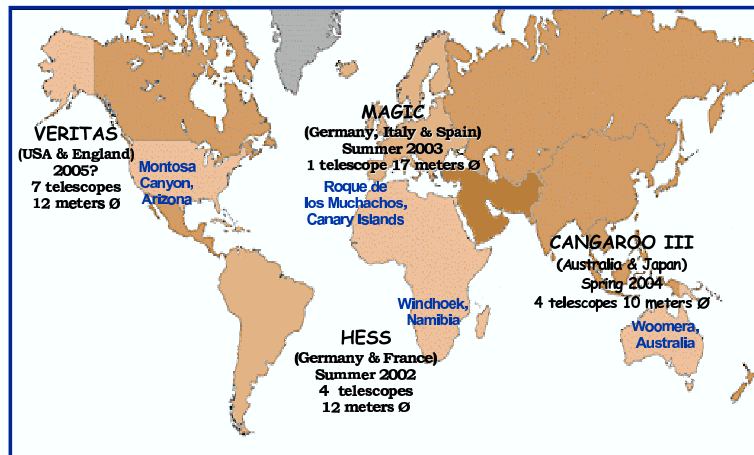 VERITAS
(USA & England)
2005?
7 telescopes
12 meters Ø
Montosa
Canyon,
Arizona
MAGIC
(Germany, Italy & Spain)
Summer 2003
1 telescope 17 meters Ø
Roque de
los Muchachos,
Canary Islands
HESS
(Germany & France)
Summer 2002
4 telescopes
12 meters Ø
Windhoek,
Namibia
CANGAROO III
(Australia & Japan)
Spring 2004
4 telescopes 10 meters Ø
Woomera,
Australia